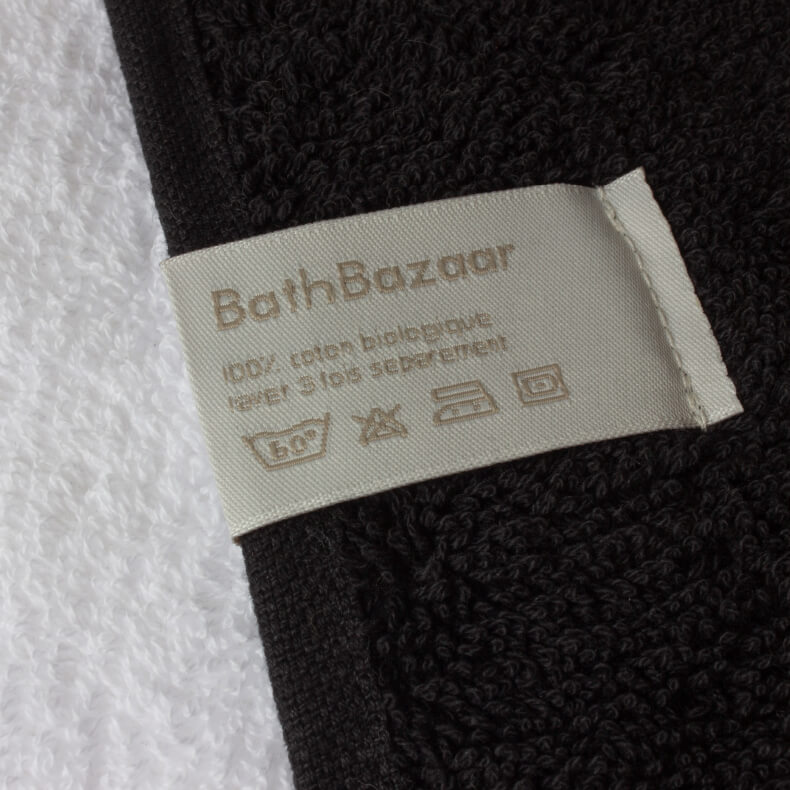 BathBazaar
100% coton biologique
laver 3 fois separement
60°